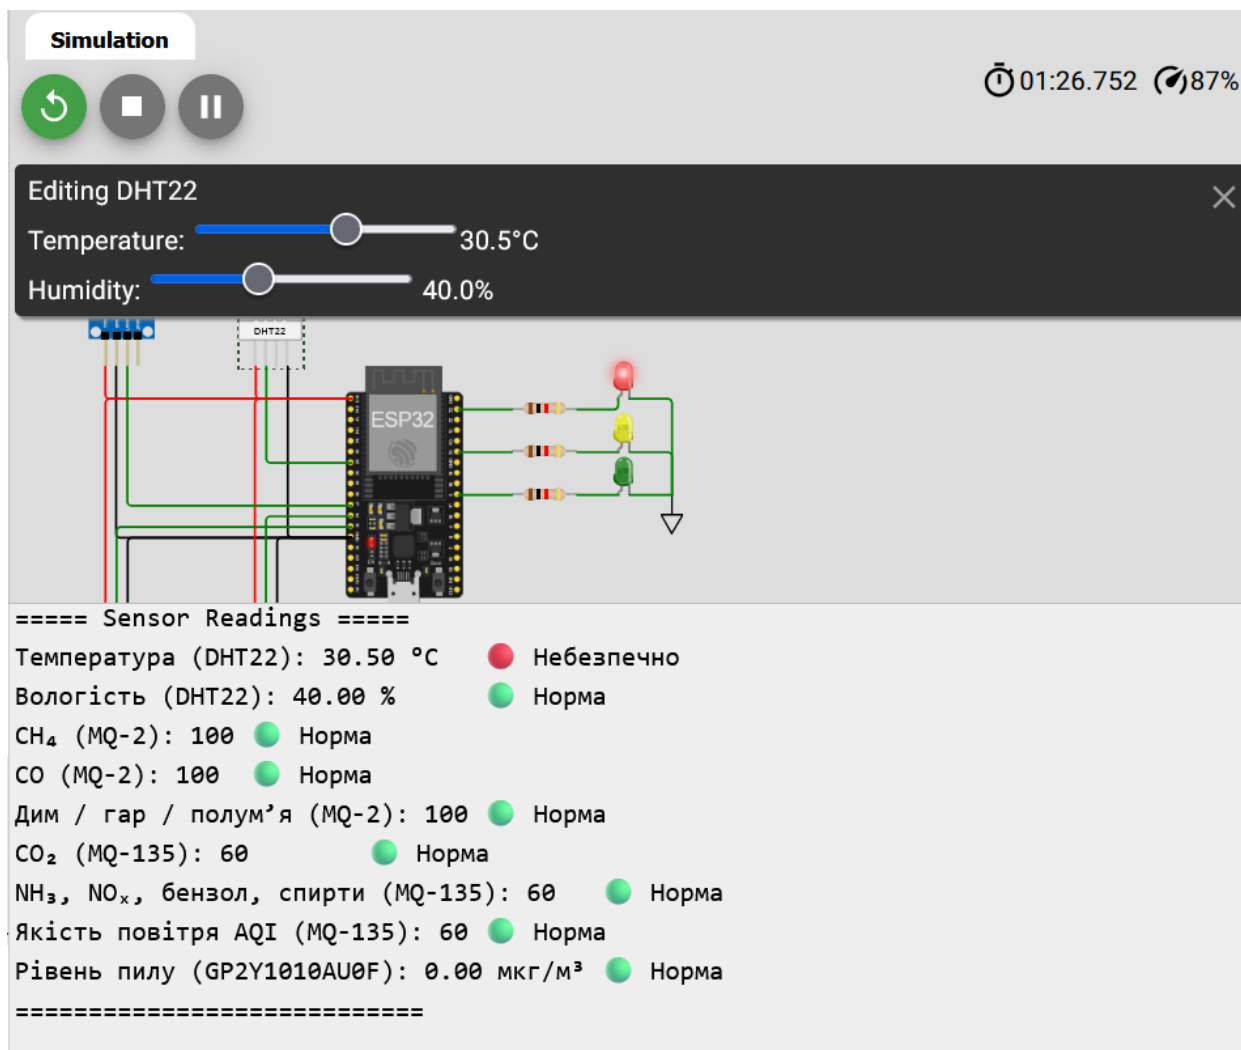 Simulation
01:26.752 87%
Editing DHT22
Temperature: 30.5°C
Humidity: 40.0%
DHT22
ESP32
===== Sensor Readings =====
Температура (DHT22): 30.50 °C 🔴 Небезпечно
Вологість (DHT22): 40.00 % 🟢 Норма
CH₄ (MQ-2): 100 🟢 Норма
CO (MQ-2): 100 🟢 Норма
Дим / гар / полум’я (MQ-2): 100 🟢 Норма
CO₂ (MQ-135): 60 🟢 Норма
NH₃, NOₓ, бензол, спирти (MQ-135): 60 🟢 Норма
Якість повітря AQI (MQ-135): 60 🟢 Норма
Рівень пилу (GP2Y1010AU0F): 0.00 мкг/м³ 🟢 Норма
============================